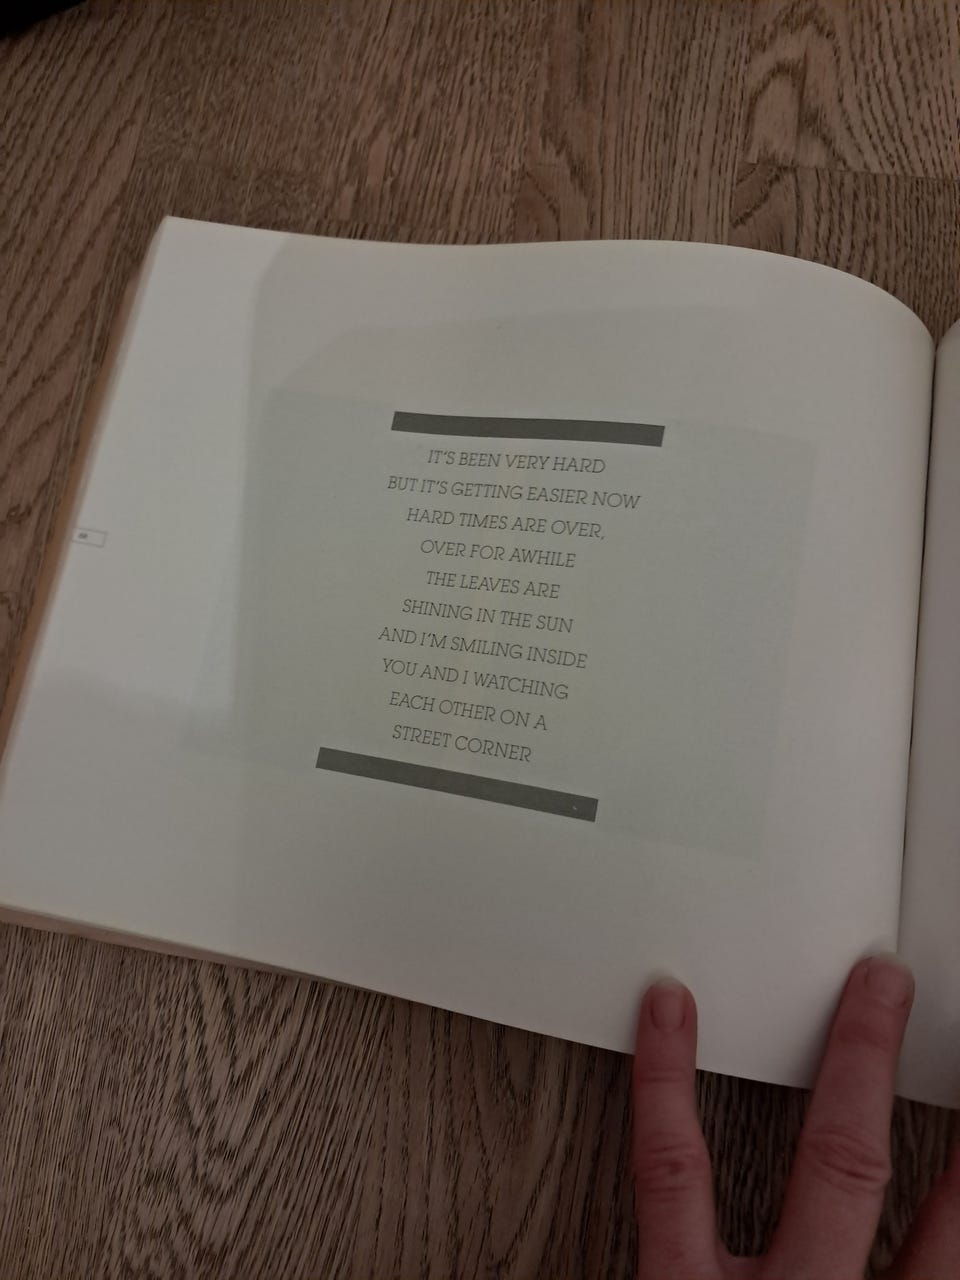 IT'S BEEN VERY HARD
BUT IT'S GETTING EASIER NOW
HARD TIMES ARE OVER,
OVER FOR AWHILE
THE LEAVES ARE
SHINING IN THE SUN
AND I'M SMILING INSIDE
YOU AND I WATCHING
EACH OTHER ON A
STREET CORNER